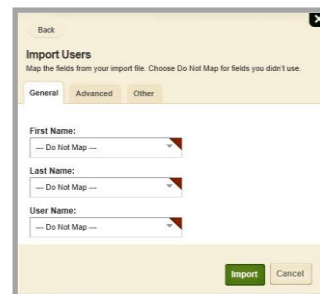 Back
Import Users
Map the fields from your import file. Choose Do Not Map for fields you didn't use.
General Advanced Other
First Name:
--- Do Not Map ---
Last Name:
--- Do Not Map ---
User Name:
--- Do Not Map ---
Import Cancel